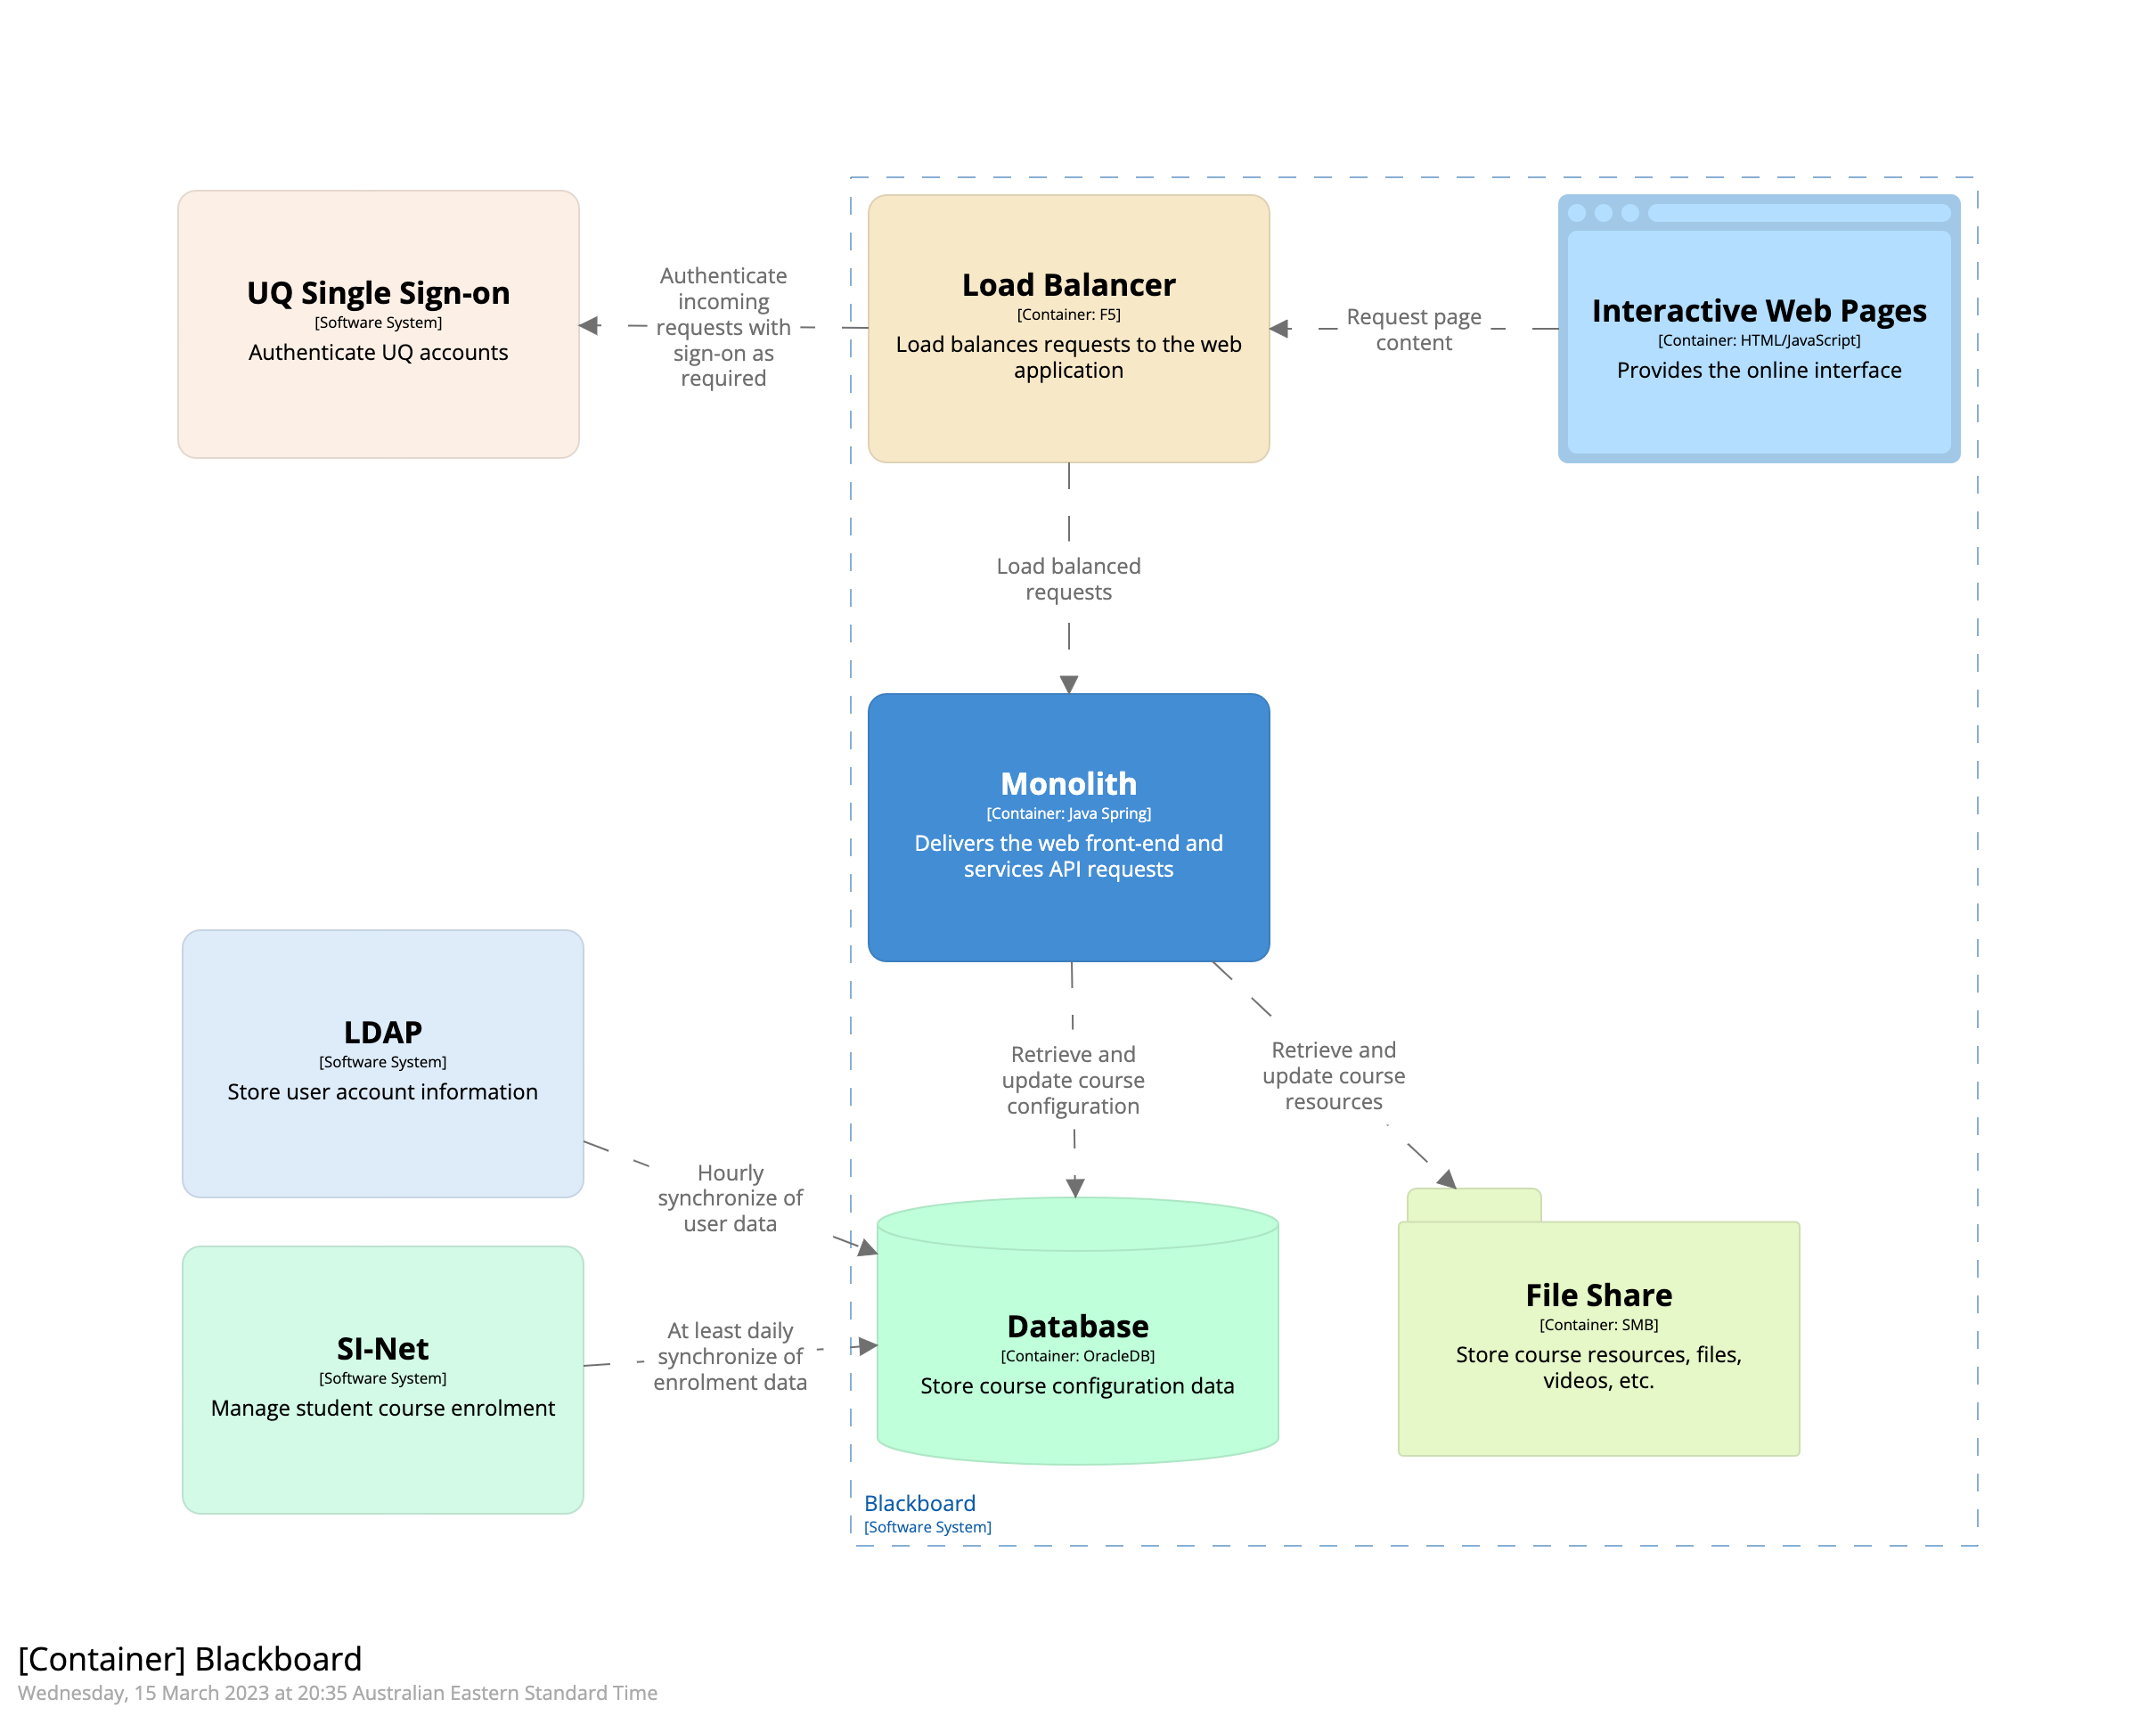 UQ Single Sign-on
[Software System]
Authenticate UQ accounts
Authenticate
incoming
requests with
sign-on as
required
Load Balancer
[Container: F5]
Load balances requests to the web
application
Request page
content
Interactive Web Pages
[Container: HTML/JavaScript]
Provides the online interface
Load balanced
requests
Monolith
[Container: Java Spring]
Delivers the web front-end and
services API requests
LDAP
[Software System]
Store user account information
Retrieve and
update course
configuration
Retrieve and
update course
resources
Hourly
synchronize of
user data
SI-Net
[Software System]
Manage student course enrolment
At least daily
synchronize of
enrolment data
Database
[Container: OracleDB]
Store course configuration data
File Share
[Container: SMB]
Store course resources, files,
videos, etc.
Blackboard
[Software System]
[Container] Blackboard
Wednesday, 15 March 2023 at 20:35 Australian Eastern Standard Time